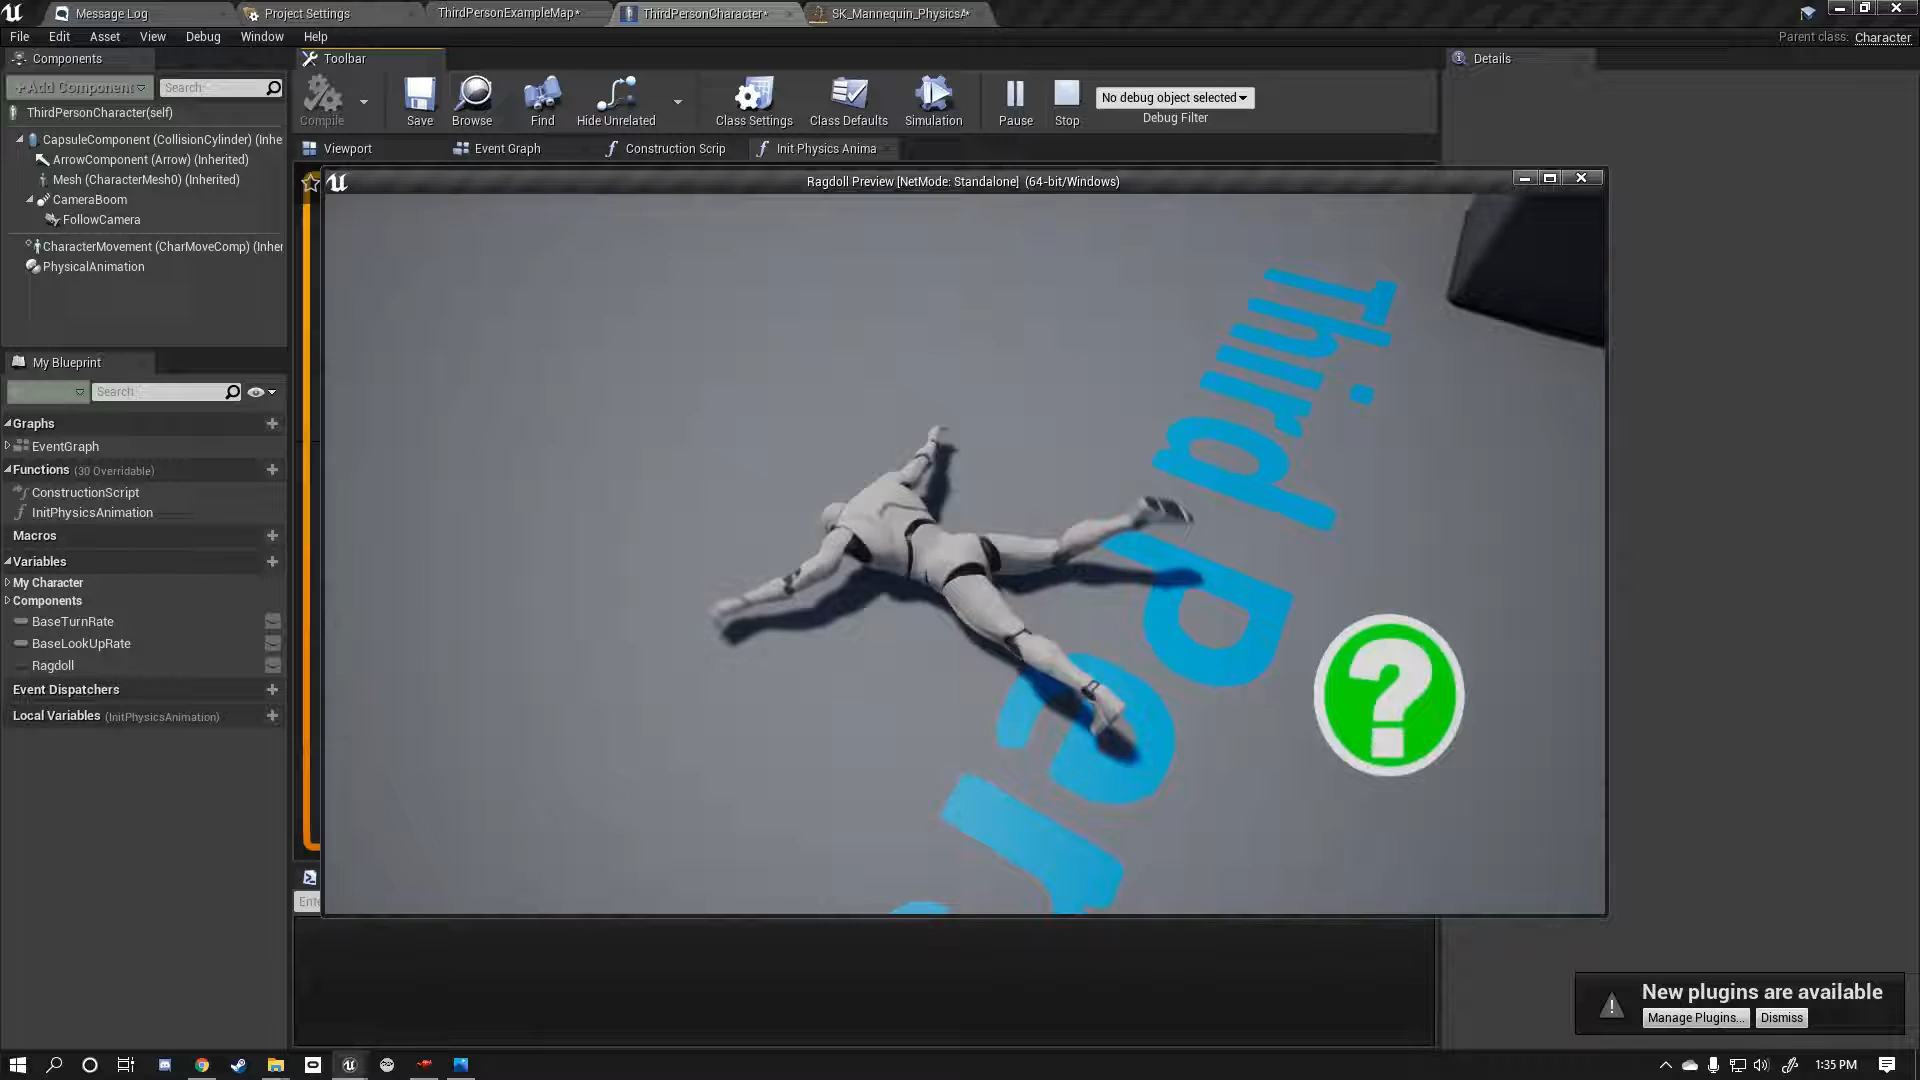 Message Log
Project Settings
ThirdPersonExampleMap*
ThirdPersonCharacter*
SK_Mannequin_PhysicsA*
File Edit Asset View Debug Window Help
Parent class: Character
Components
Toolbar
Details
+Add Component
Search
Compile
Save
Browse
Find
Hide Unrelated
Class Settings
Class Defaults
Simulation
Pause
Stop
No debug object selected
Debug Filter
ThirdPersonCharacter(self)
CapsuleComponent (CollisionCylinder) (Inhe
ArrowComponent (Arrow) (Inherited)
Mesh (CharacterMesh0) (Inherited)
CameraBoom
FollowCamera
CharacterMovement (CharMoveComp) (Inher
PhysicalAnimation
Viewport
Event Graph
Construction Scrip
Init Physics Anima
Ragdoll Preview [NetMode: Standalone] (64-bit/Windows)
Third Per
?
My Blueprint
Search
Graphs
EventGraph
Functions (30 Overridable)
ConstructionScript
InitPhysicsAnimation
Macros
Variables
My Character
Components
BaseTurnRate
BaseLookUpRate
Ragdoll
Event Dispatchers
Local Variables (InitPhysicsAnimation)
Ente
New plugins are available
Manage Plugins...
Dismiss
1:35 PM